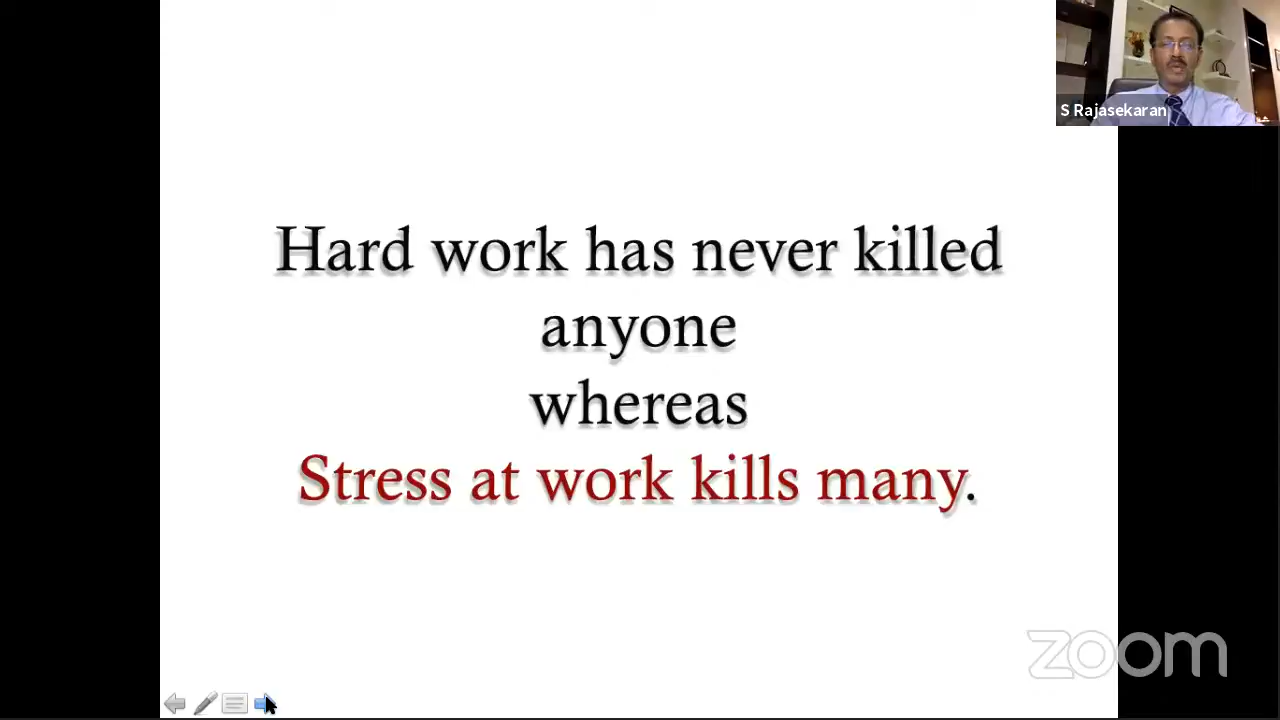 S Rajasekaran
Hard work has never killed
anyone
whereas
Stress at work kills many.
zoom